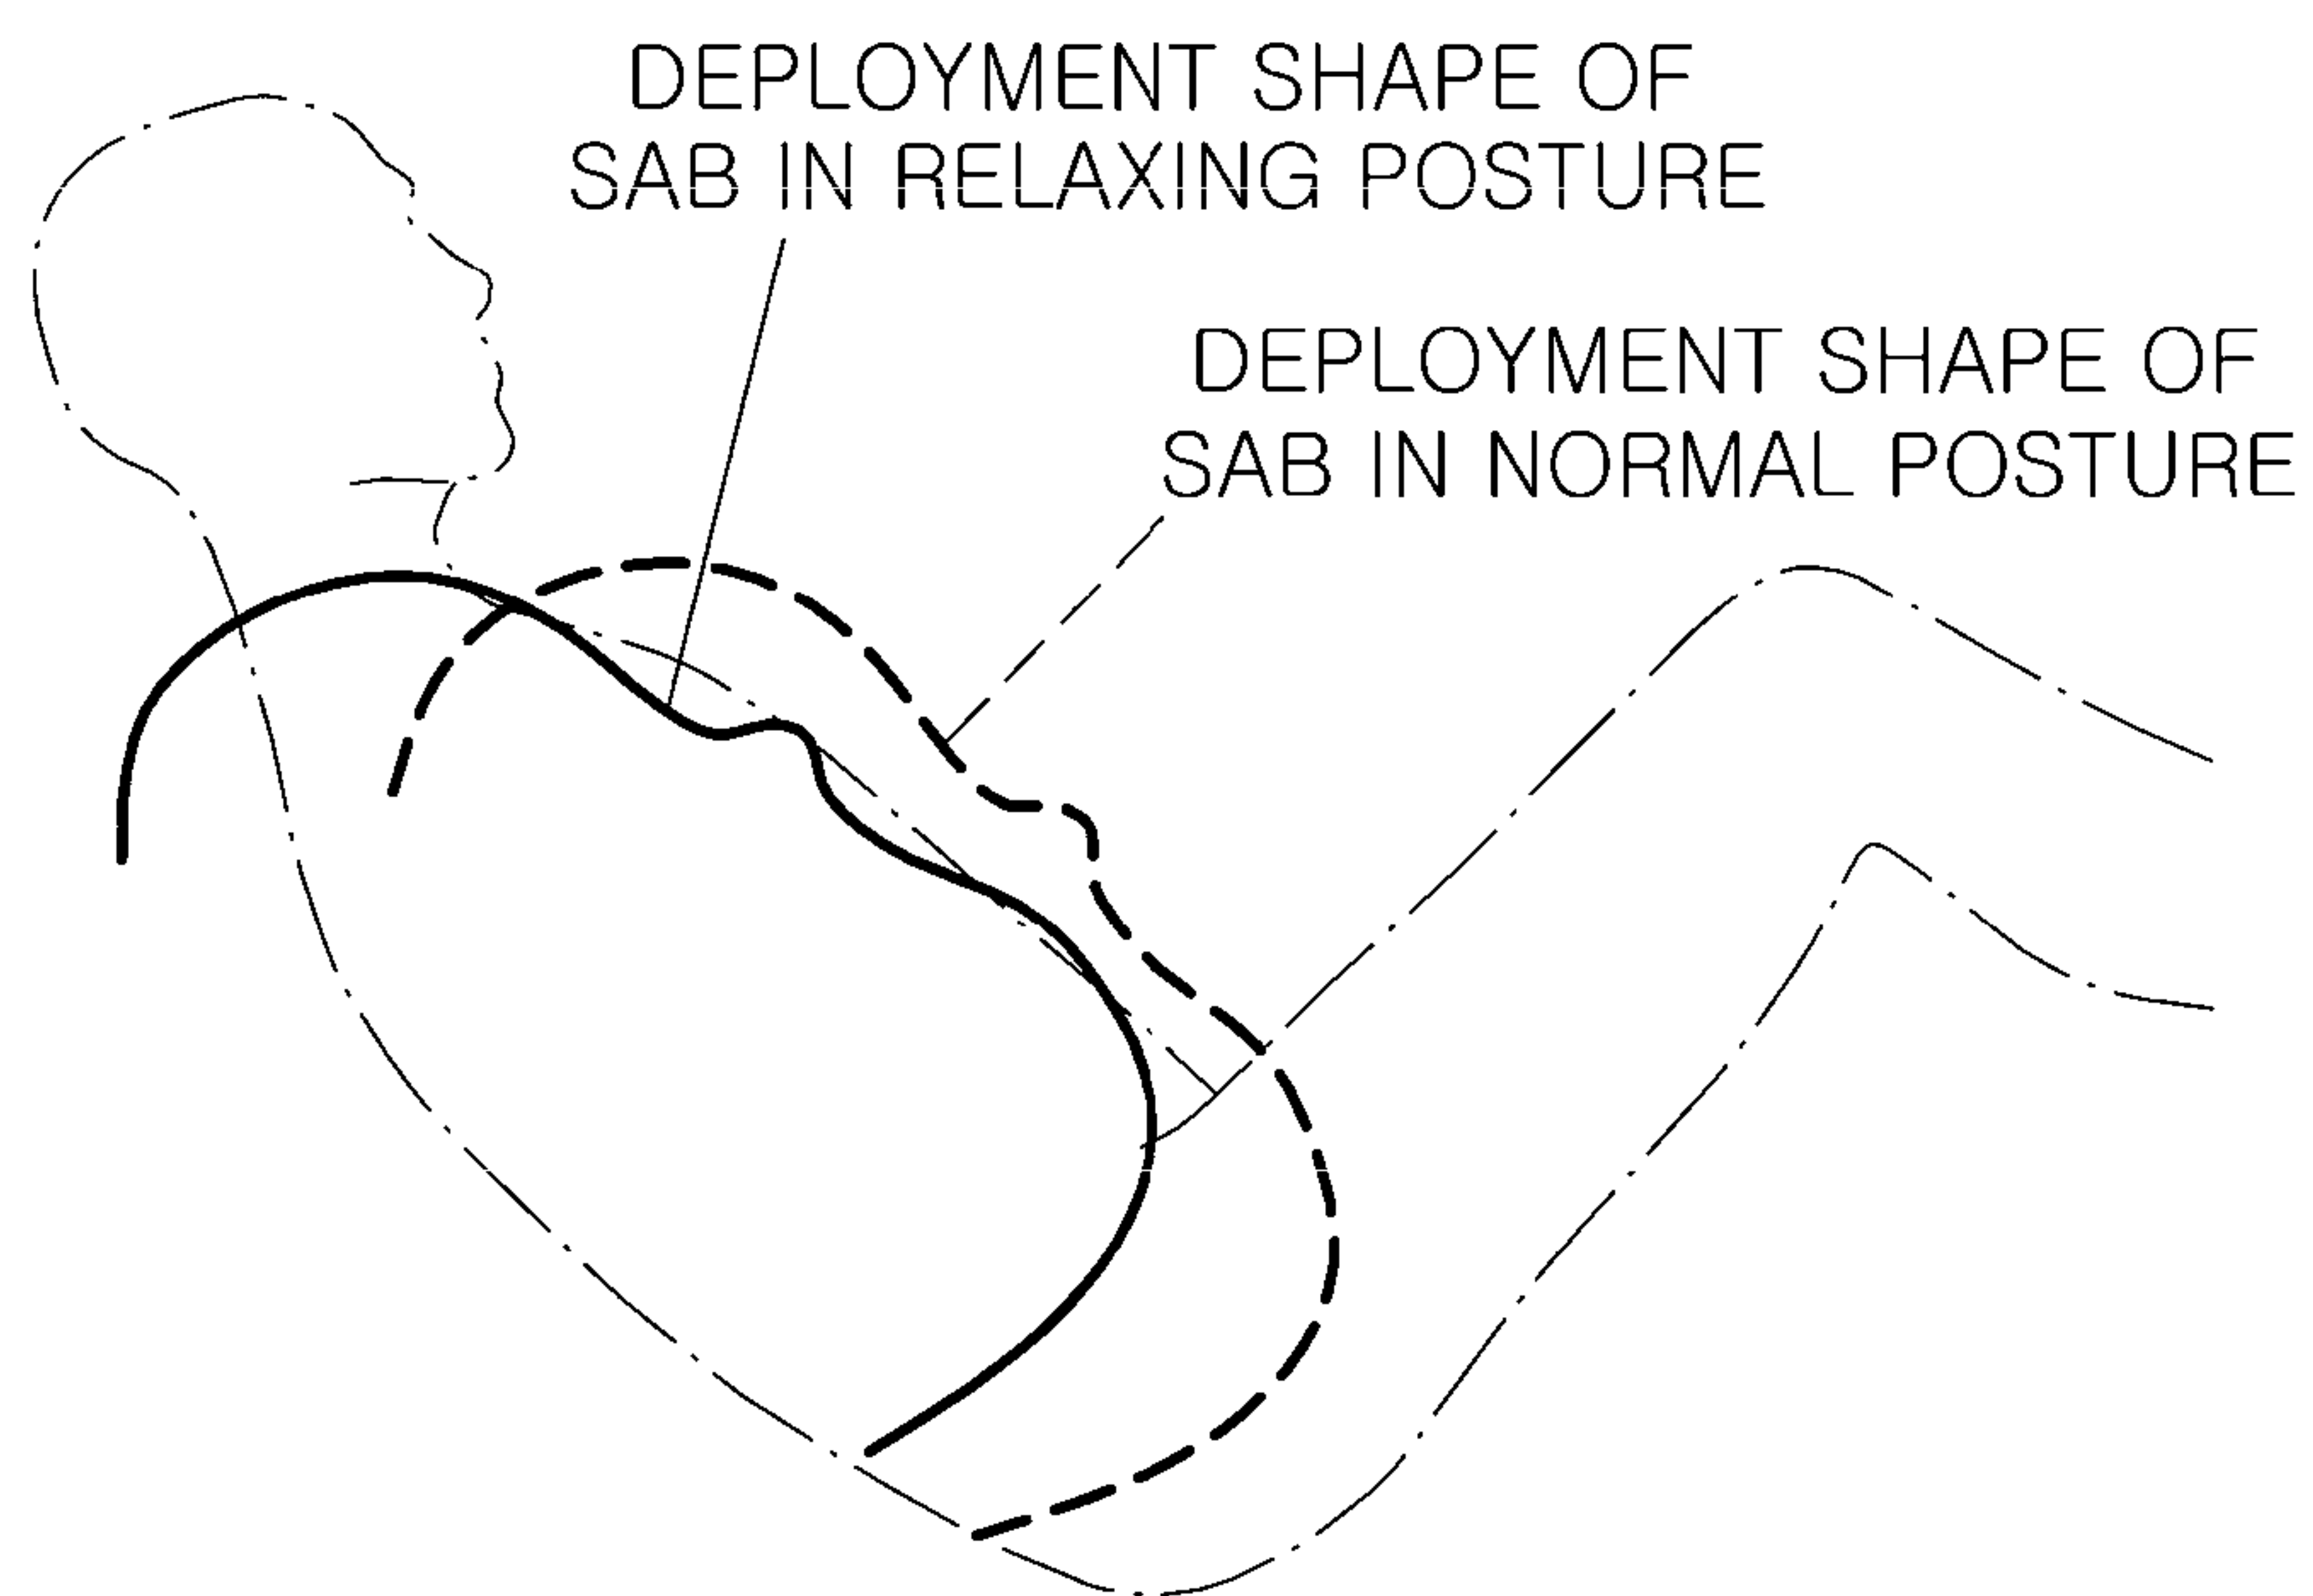 DEPLOYMENT SHAPE OF
SAB IN RELAXING POSTURE
DEPLOYMENT SHAPE OF
SAB IN NORMAL POSTURE